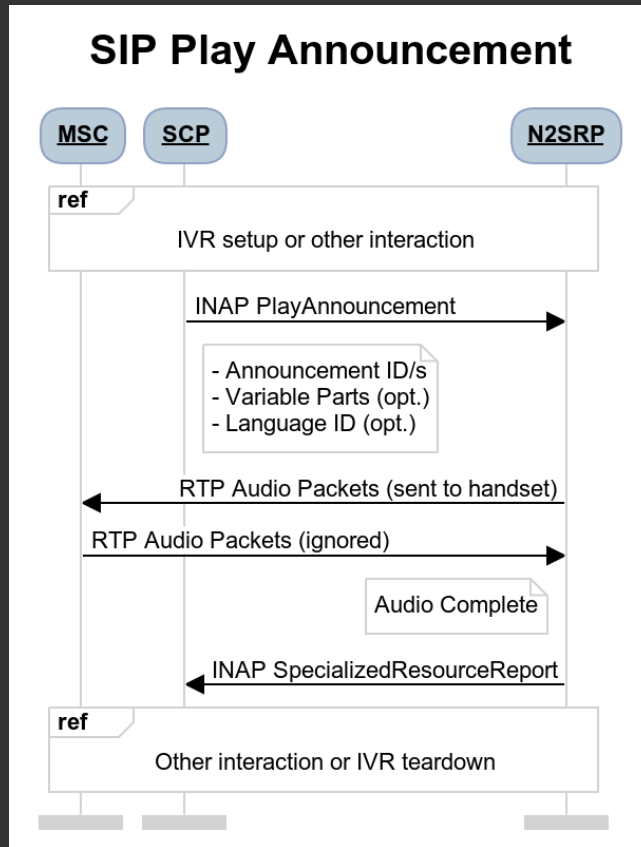 SIP Play Announcement
MSC
SCP
N2SRP
ref
IVR setup or other interaction
INAP PlayAnnouncement
- Announcement ID/s
- Variable Parts (opt.)
- Language ID (opt.)
RTP Audio Packets (sent to handset)
RTP Audio Packets (ignored)
Audio Complete
INAP SpecializedResourceReport
ref
Other interaction or IVR teardown